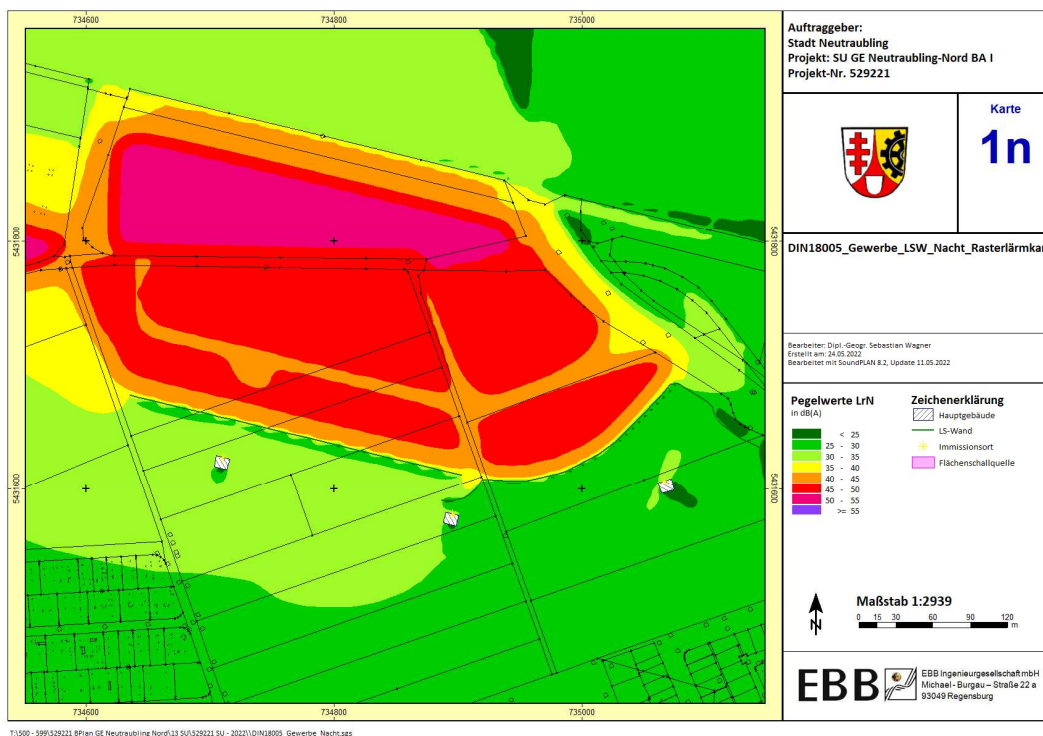 734600
734800
735000
5431800
5431800
5431600
5431600
734600
734800
735000
Auftraggeber:
Stadt Neutraubling
Projekt: SU GE Neutraubling-Nord BA I
Projekt-Nr. 529221
Karte
1n
DIN18005_Gewerbe_LSW_Nacht_Rasterlärmkar
Bearbeiter: Dipl.-Geogr. Sebastian Wagner
Erstellt am: 24.05.2022
Bearbeitet mit SoundPLAN 8.2, Update 11.05.2022
Pegelwerte LrN
in dB(A)
< 25
25 - 30
30 - 35
35 - 40
40 - 45
45 - 50
50 - 55
>= 55
Zeichenerklärung
Hauptgebäude
LS-Wand
Immissionsort
Flächenschallquelle
N
Maßstab 1:2939
0 15 30 60 90 120
m
EBB
EBB Ingenieurgesellschaft mbH
Michael - Burgau – Straße 22 a
93049 Regensburg
T:\500 - 599\529221 BPlan GE Neutraubling Nord\13 SU\529221 SU - 2022\\DIN18005_Gewerbe_Nacht.sgs